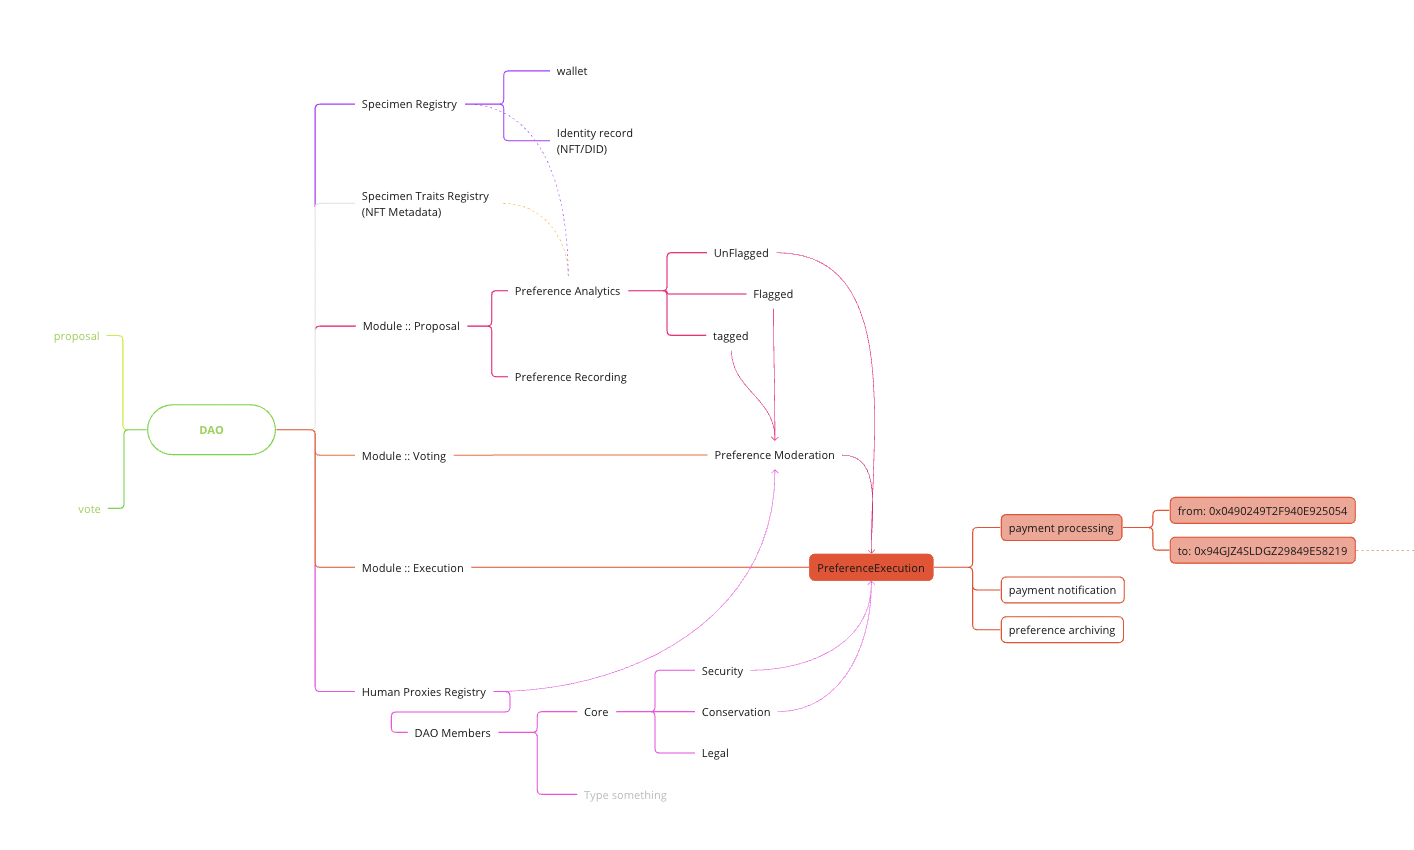 wallet
Specimen Registry
Identity record
(NFT/DID)
Specimen Traits Registry
(NFT Metadata)
UnFlagged
Preference Analytics
Flagged
Module :: Proposal
proposal
tagged
Preference Recording
DAO
Module :: Voting
Preference Moderation
vote
from: 0x0490249T2F940E925054
payment processing
to: 0x94GJZ4SLDGZ29849E58219
Module :: Execution
PreferenceExecution
payment notification
preference archiving
Security
Human Proxies Registry
Core
Conservation
DAO Members
Legal
Type something